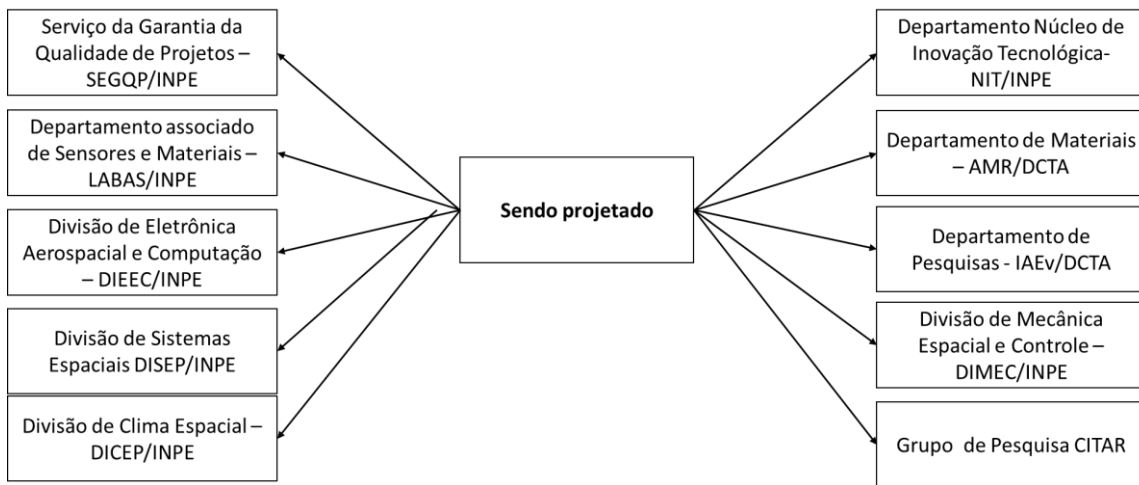 Serviço da Garantia da
Qualidade de Projetos –
SEGQP/INPE
Departamento associado
de Sensores e Materiais –
LABAS/INPE
Divisão de Eletrônica
Aerospacial e Computação
– DIEEC/INPE
Divisão de Sistemas
Espaciais DISEP/INPE
Divisão de Clima Espacial –
DICEP/INPE
Sendo projetado
Departamento Núcleo de
Inovação Tecnológica-
NIT/INPE
Departamento de Materiais
– AMR/DCTA
Departamento de
Pesquisas - IAEv/DCTA
Divisão de Mecânica
Espacial e Controle –
DIMEC/INPE
Grupo de Pesquisa CITAR